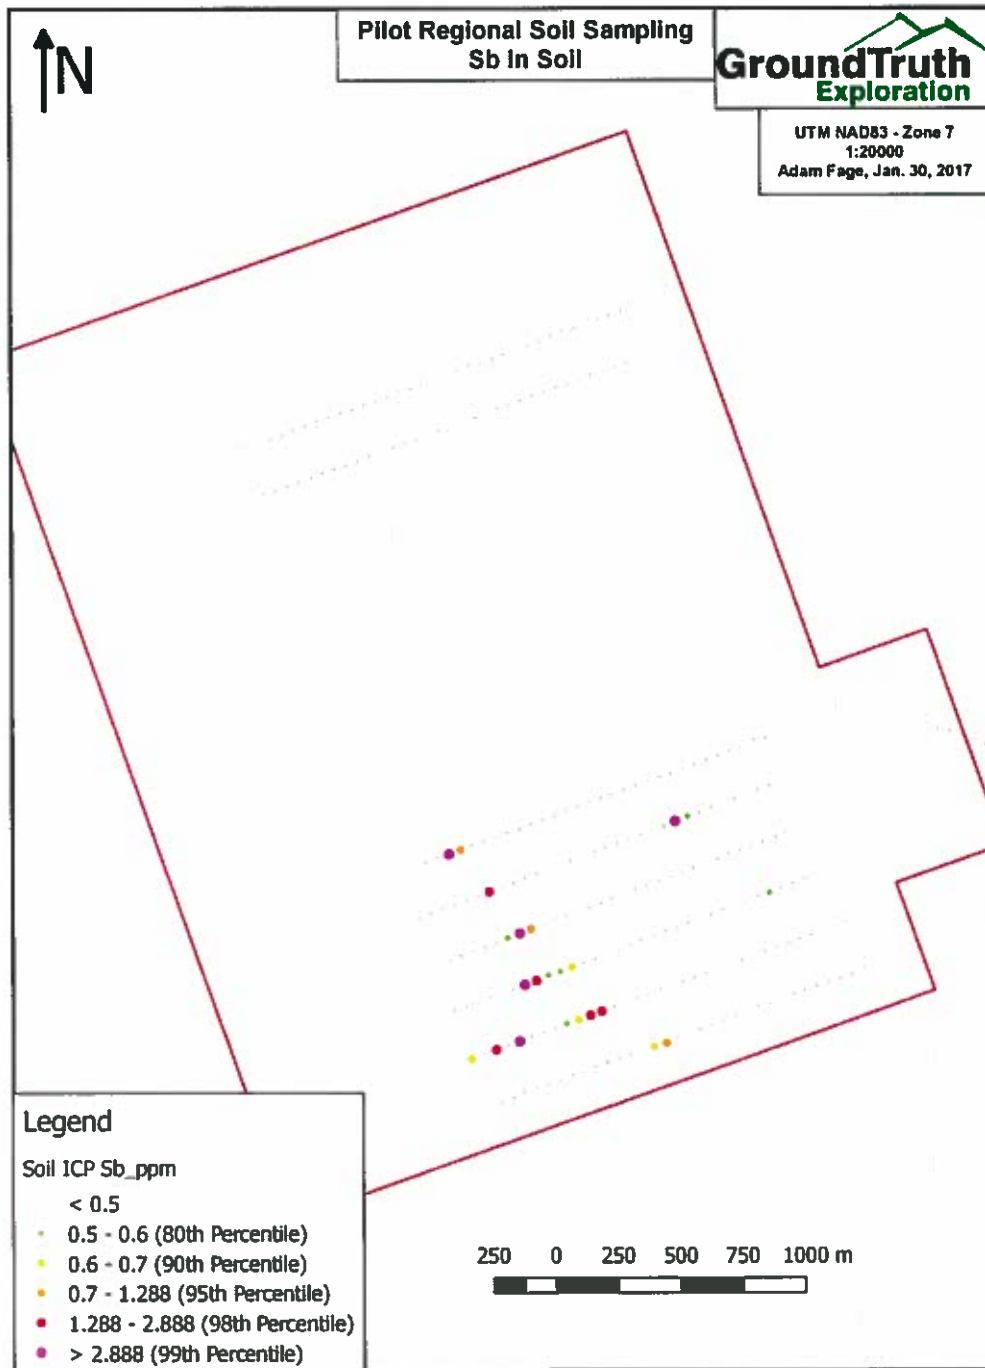 N
Pilot Regional Soil Sampling
Sb in Soil
GroundTruth
Exploration
UTM NAD83 - Zone 7
1:20000
Adam Fage, Jan. 30, 2017
Legend
Soil ICP Sb_ppm
< 0.5
0.5 - 0.6 (80th Percentile)
0.6 - 0.7 (90th Percentile)
0.7 - 1.288 (95th Percentile)
1.288 - 2.888 (98th Percentile)
> 2.888 (99th Percentile)
250 0 250 500 750 1000 m